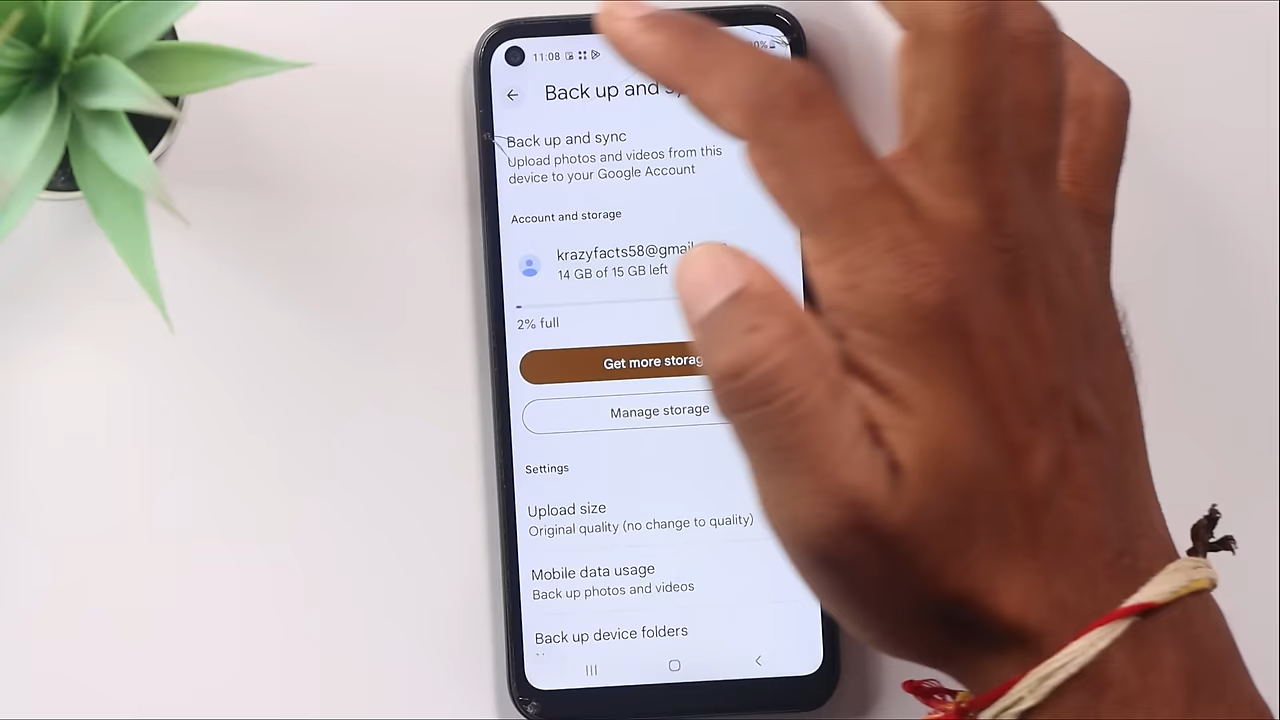 11:08
Back up and
Back up and sync
Upload photos and videos from this
device to your Google Account
Account and storage
krazyfacts58@gmail
14 GB of 15 GB left
2% full
Get more storag
Manage storage
Settings
Upload size
Original quality (no change to quality)
Mobile data usage
Back up photos and videos
Back up device folders